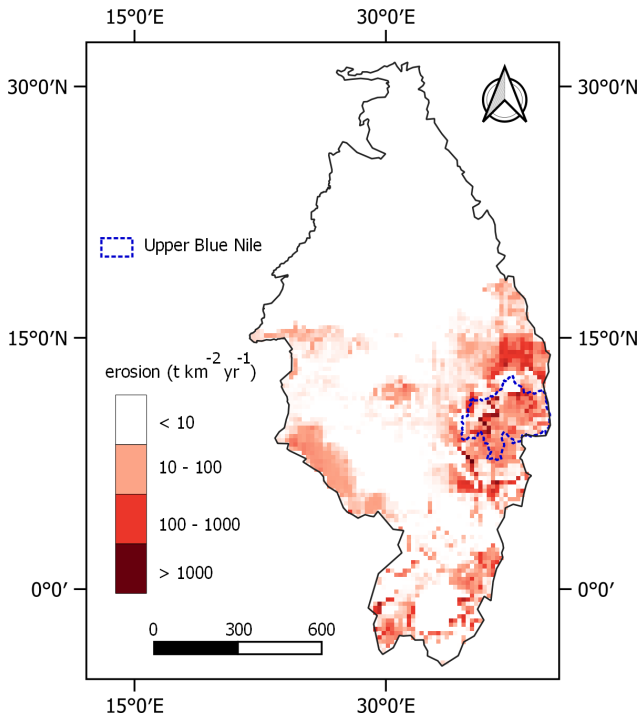 15°0′E 30°0′E
30°0′N 30°0′N
Upper Blue Nile
15°0′N 15°0′N
erosion (t km⁻² yr⁻¹)
< 10
10 - 100
100 - 1000
> 1000
0°0′ 0°0′
0 300 600
15°0′E 30°0′E